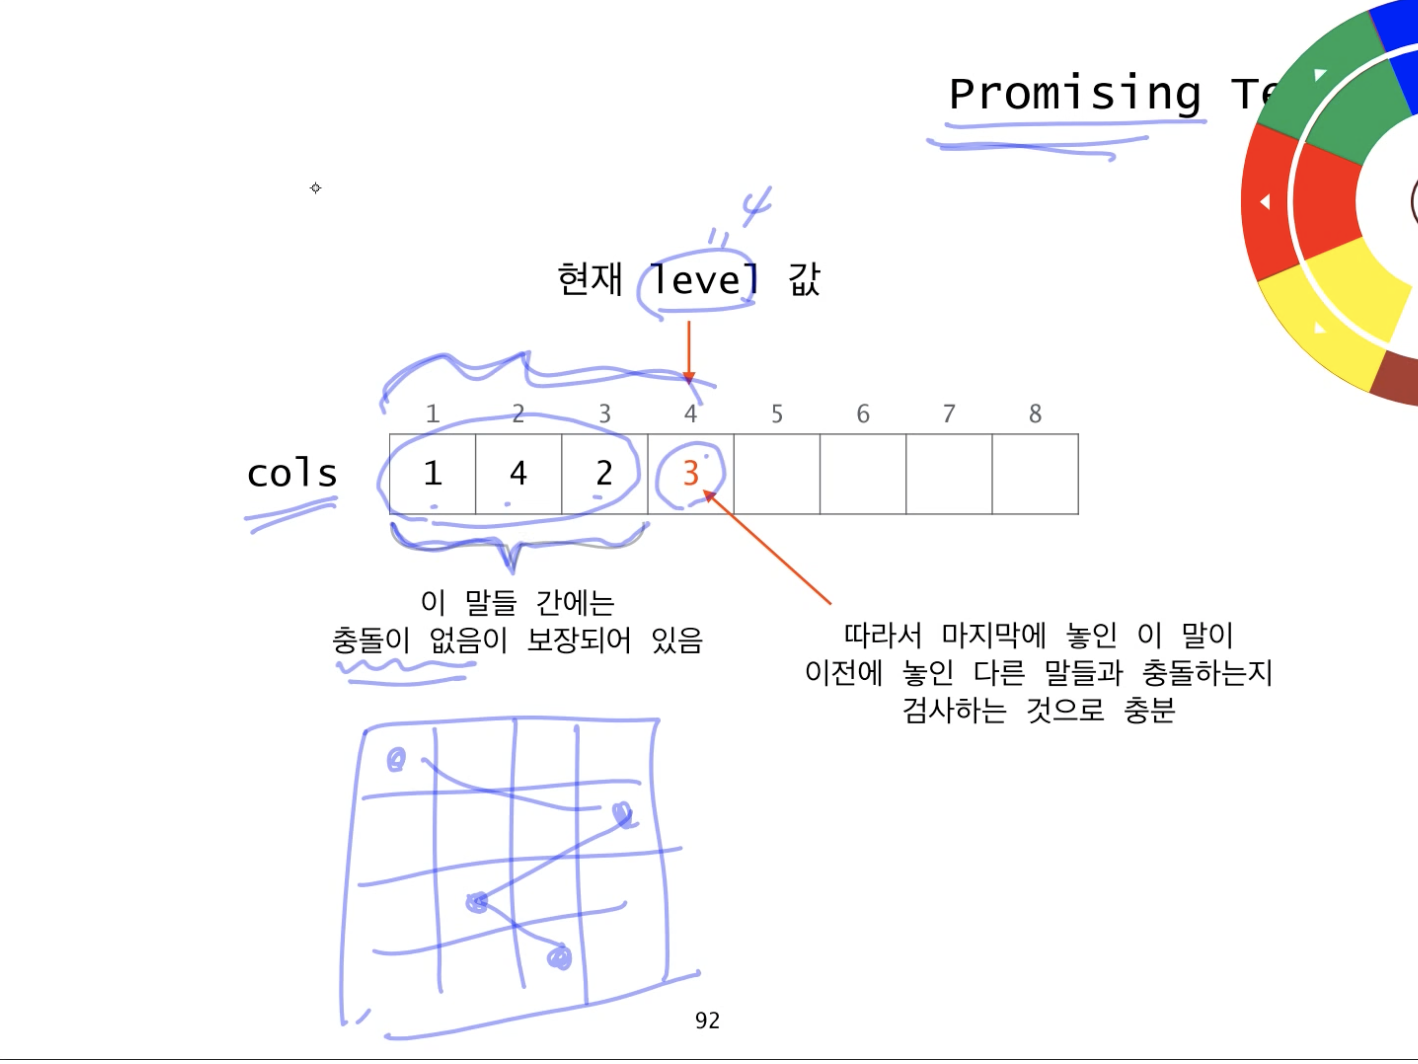 Promising
4
현재 level 값
1 2 3 4 5 6 7 8
cols 1 4 2 3
이 말들 간에는
충돌이 없음이 보장되어 있음
따라서 마지막에 놓인 이 말이
이전에 놓인 다른 말들과 충돌하는지
검사하는 것으로 충분
92